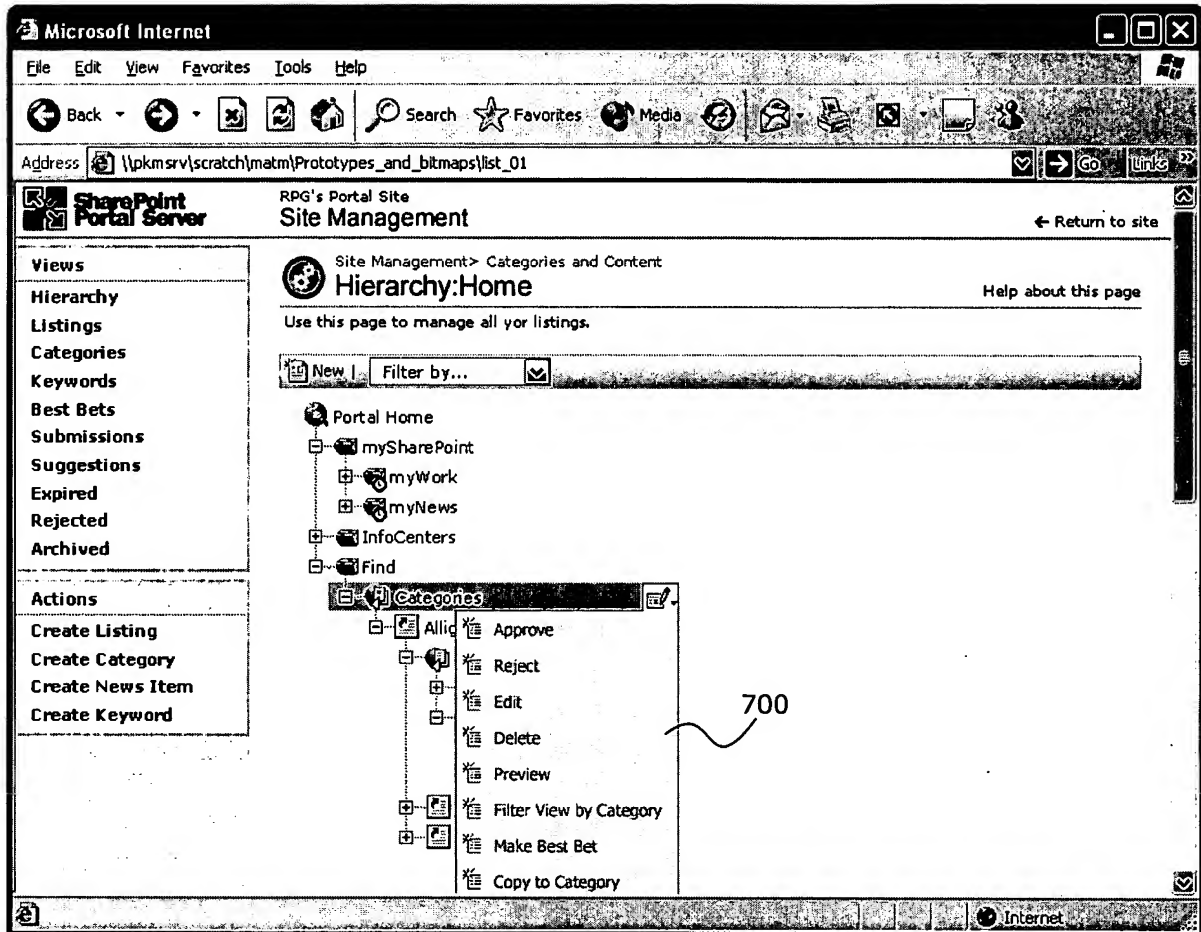 Microsoft Internet
File Edit View Favorites Tools Help
Back Search Favorites Media
Address \\pkmsrv\scratch\matm\Prototypes_and_bitmaps\list_01 Go Links
SharePoint Portal Server
RPG's Portal Site
Site Management
← Return to site
Views
Hierarchy
Listings
Categories
Keywords
Best Bets
Submissions
Suggestions
Expired
Rejected
Archived
Actions
Create Listing
Create Category
Create News Item
Create Keyword
Site Management> Categories and Content
Hierarchy:Home
Help about this page
Use this page to manage all yor listings.
New | Filter by...
Portal Home
mySharePoint
myWork
myNews
InfoCenters
Find
Categories
Allig
Approve
Reject
Edit
Delete
Preview
Filter View by Category
Make Best Bet
Copy to Category
700
Internet